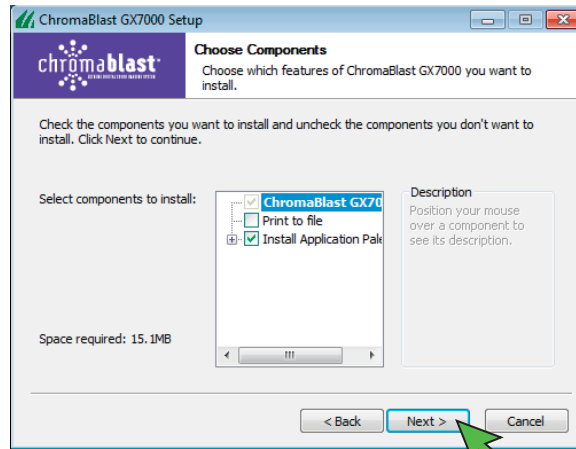 ChromaBlast GX7000 Setup
chromablast
Choose Components
Choose which features of ChromaBlast GX7000 you want to
install.
Check the components you want to install and uncheck the components you don't want to
install. Click Next to continue.
Select components to install:
ChromaBlast GX70
Print to file
Install Application Pale
Description
Position your mouse
over a component to
see its description.
Space required: 15.1MB
< Back
Next >
Cancel